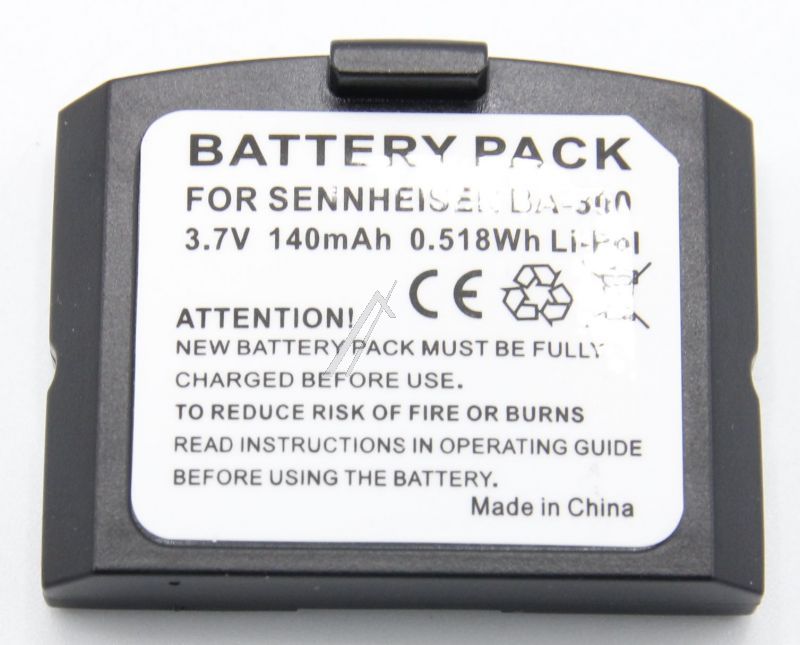 BATTERY PACK
FOR SENNHEISER BA-300
3.7V 140mAh 0.518Wh Li-Pol
CE
ATTENTION!
NEW BATTERY PACK MUST BE FULLY
CHARGED BEFORE USE.
TO REDUCE RISK OF FIRE OR BURNS
READ INSTRUCTIONS IN OPERATING GUIDE
BEFORE USING THE BATTERY.
Made in China